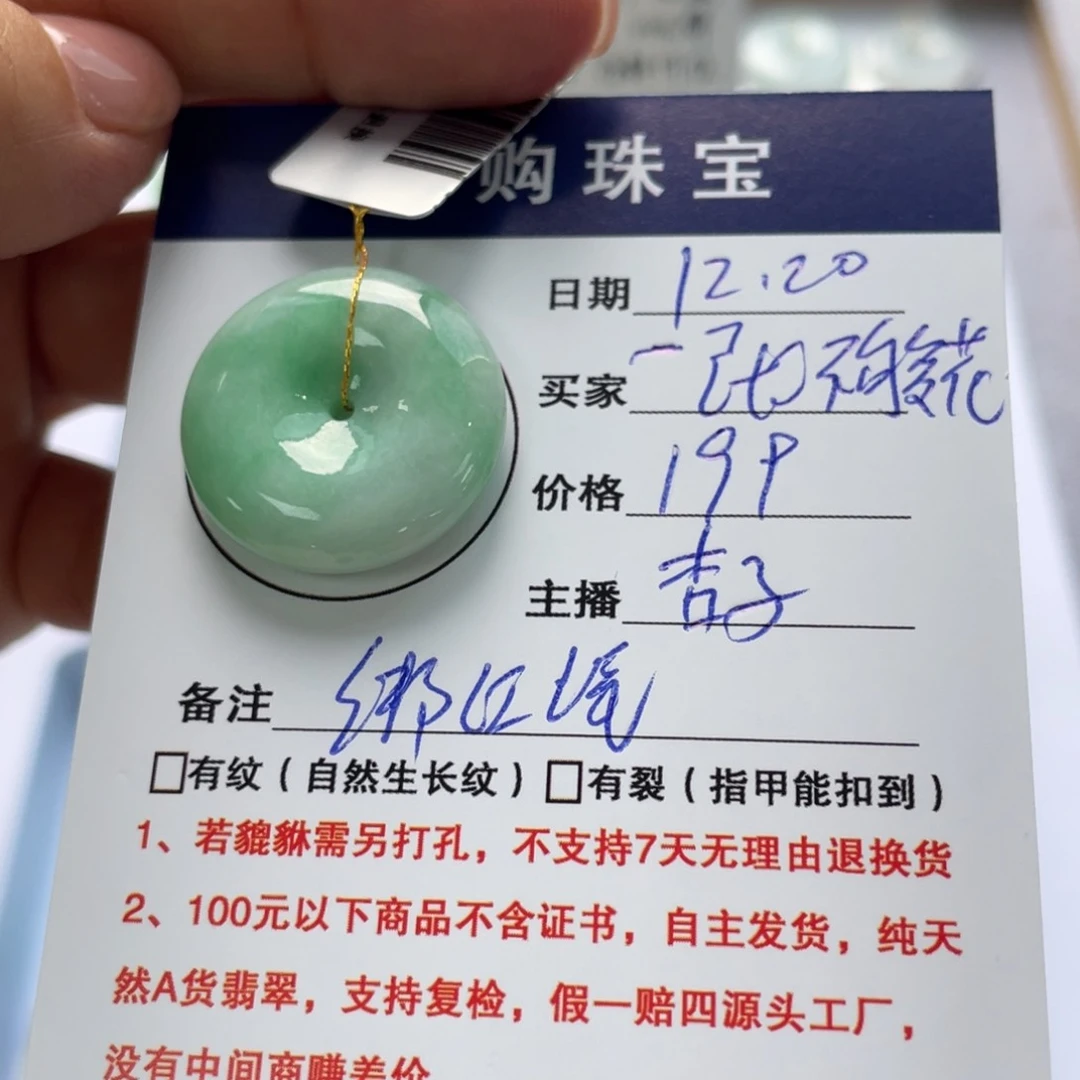 购珠宝
日期 12.20
买家 一
价格 199
主播 吉子
备注 绑红绳
□有纹（自然生长纹）□有裂（指甲能扣到）
1、若貔貅需另打孔，不支持7天无理由退换货
2、100元以下商品不含证书，自主发货，纯天
然A货翡翠，支持复检，假一赔四源头工厂，
没有中间商赚差价